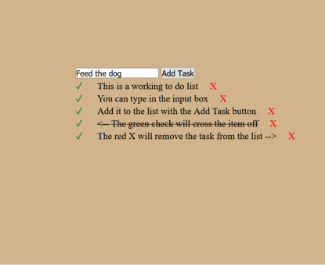 Feed the dog Add Task
✓ This is a working to do list X
✓ You can type in the input box X
✓ Add it to the list with the Add Task button X
✓ <-- The green check will cross the item off X
✓ The red X will remove the task from the list --> X